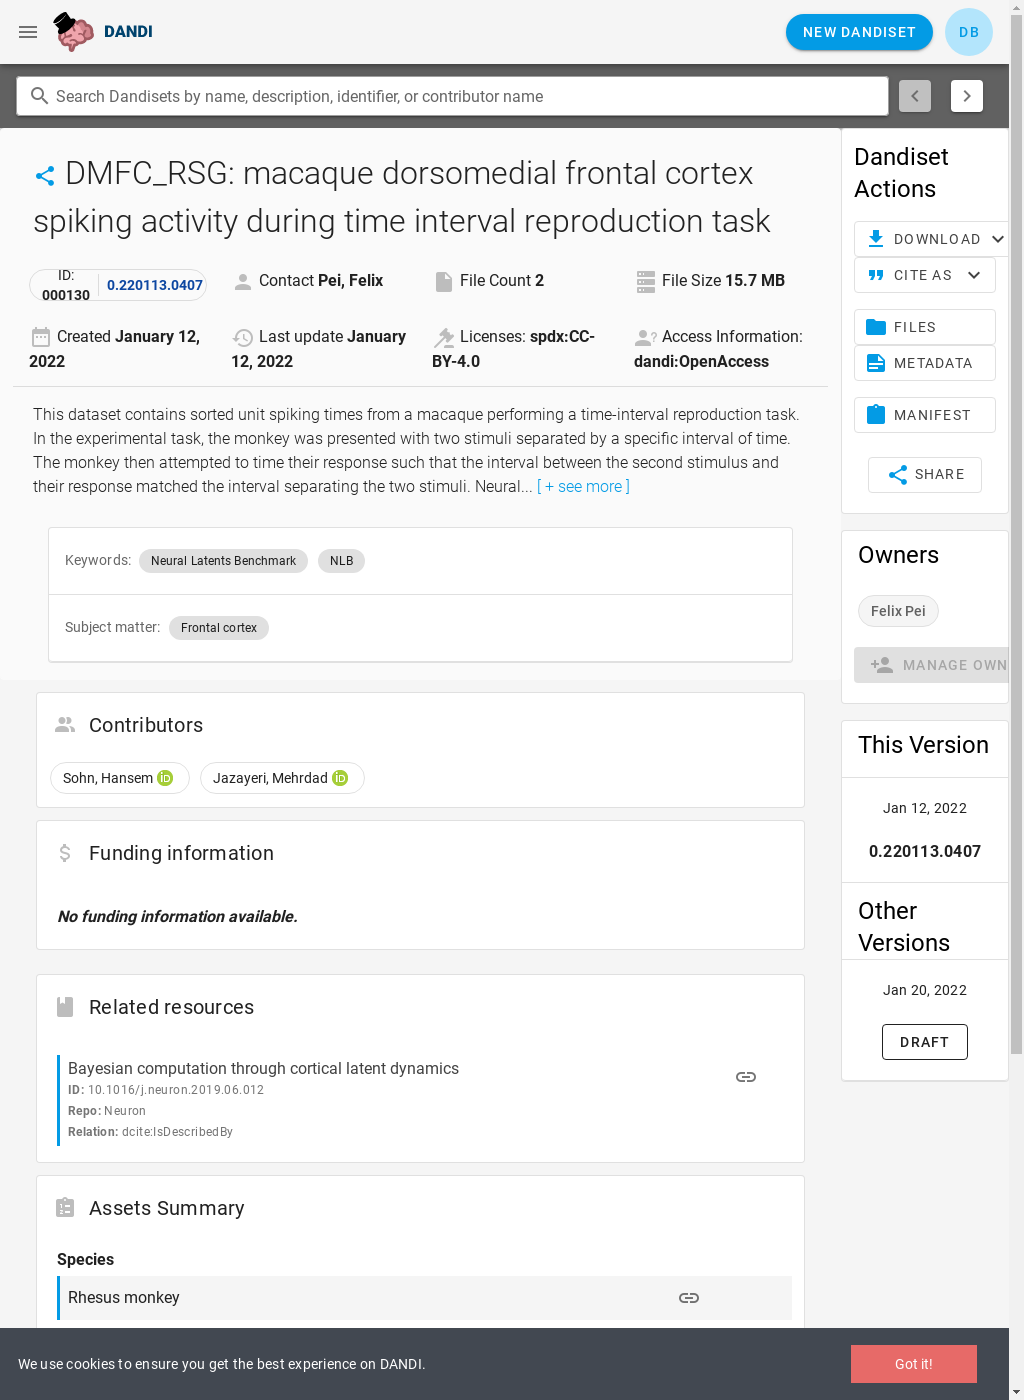 DANDI
NEW DANDISET
DB
Search Dandisets by name, description, identifier, or contributor name
DMFC_RSG: macaque dorsomedial frontal cortex
spiking activity during time interval reproduction task
ID:
000130
0.220113.0407
Contact Pei, Felix
File Count 2
File Size 15.7 MB
Created January 12,
2022
Last update January
12, 2022
Licenses: spdx:CC-
BY-4.0
Access Information:
dandi:OpenAccess
This dataset contains sorted unit spiking times from a macaque performing a time-interval reproduction task.
In the experimental task, the monkey was presented with two stimuli separated by a specific interval of time.
The monkey then attempted to time their response such that the interval between the second stimulus and
their response matched the interval separating the two stimuli. Neural... [ + see more ]
Keywords: Neural Latents Benchmark NLB
Subject matter: Frontal cortex
Contributors
Sohn, Hansem iD Jazayeri, Mehrdad iD
Funding information
No funding information available.
Related resources
Bayesian computation through cortical latent dynamics
ID: 10.1016/j.neuron.2019.06.012
Repo: Neuron
Relation: dcite:IsDescribedBy
Assets Summary
Species
Rhesus monkey
Dandiset
Actions
DOWNLOAD
CITE AS
FILES
METADATA
MANIFEST
SHARE
Owners
Felix Pei
MANAGE OWN
This Version
Jan 12, 2022
0.220113.0407
Other
Versions
Jan 20, 2022
DRAFT
We use cookies to ensure you get the best experience on DANDI.
Got it!